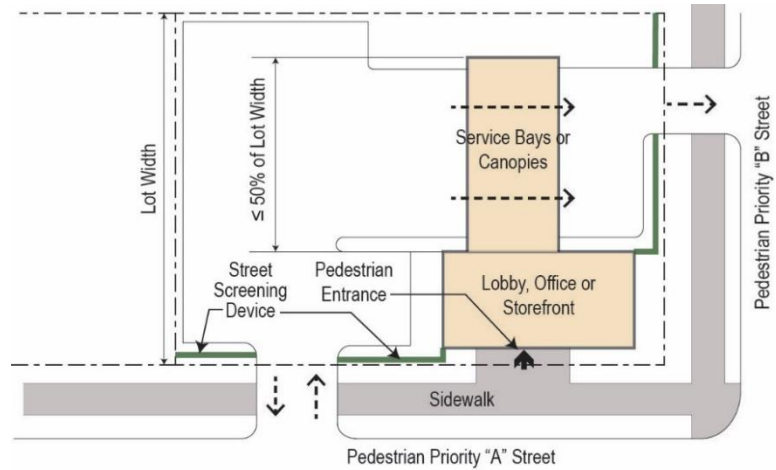 Lot Width
≤ 50% of Lot Width
Service Bays or
Canopies
Pedestrian Priority “B” Street
Street
Screening
Device
Pedestrian
Entrance
Lobby, Office or
Storefront
Sidewalk
Pedestrian Priority “A” Street